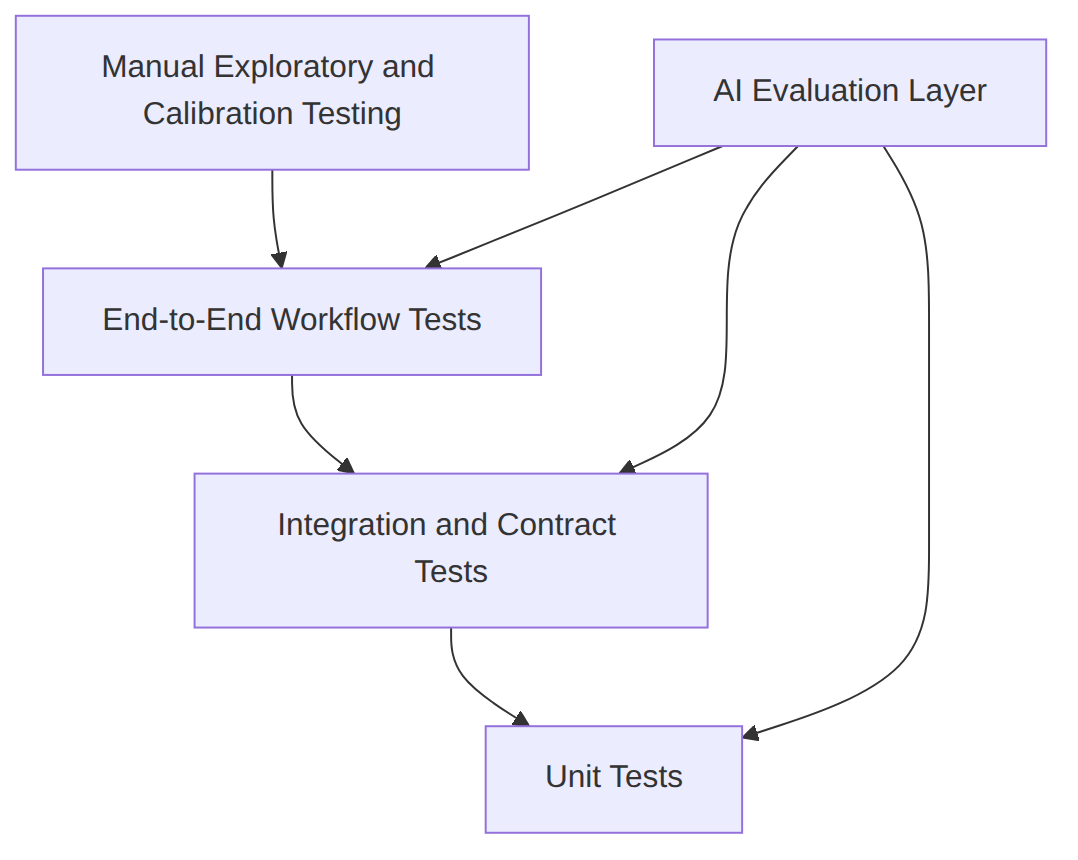 Manual Exploratory and
Calibration Testing
AI Evaluation Layer
End-to-End Workflow Tests
Integration and Contract
Tests
Unit Tests